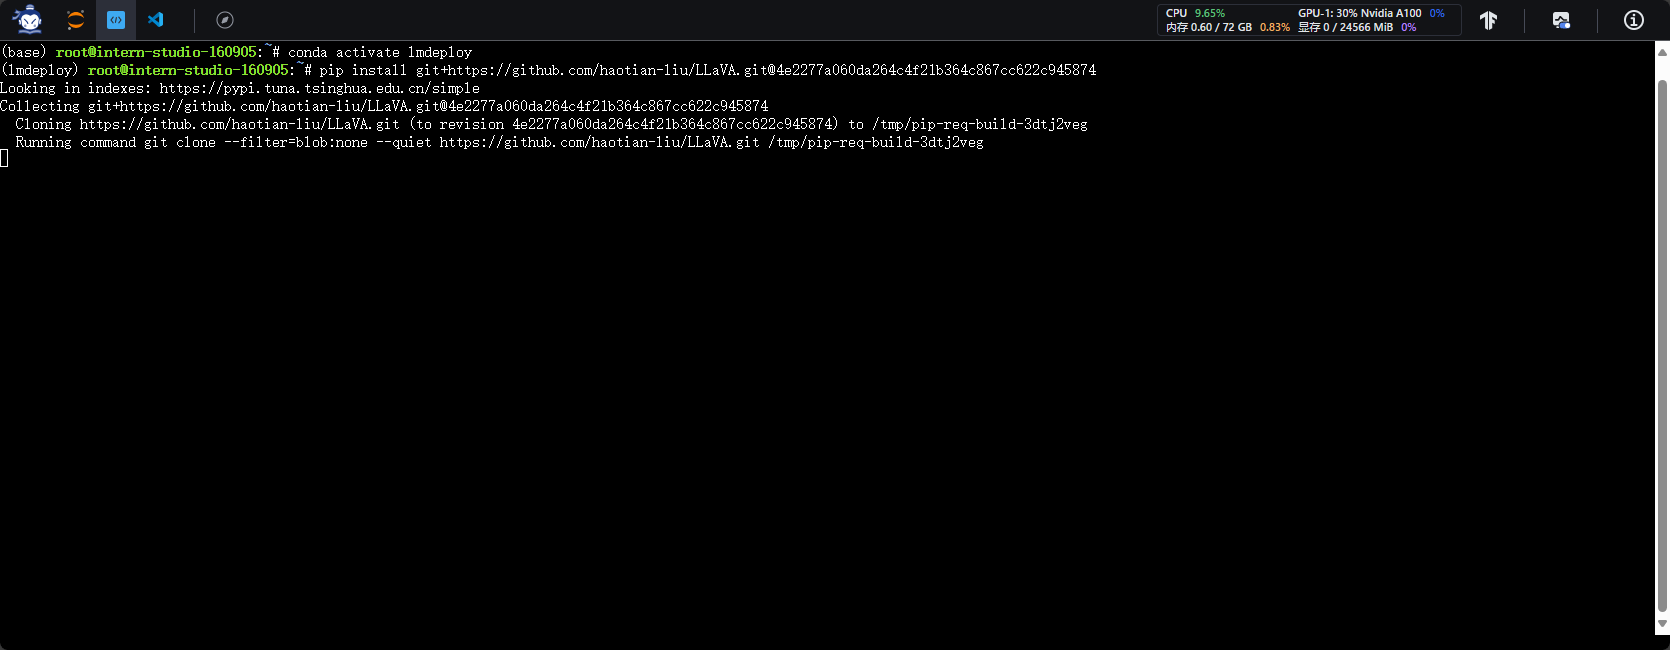 CPU 9.65% GPU-1: 30% Nvidia A100 0%
内存 0.60 / 72 GB 0.83% 显存 0 / 24566 MiB 0%
(base) root@intern-studio-160905:~# conda activate lmdeploy
(lmdeploy) root@intern-studio-160905:~# pip install git+https://github.com/haotian-liu/LLaVA.git@4e2277a060da264c4f21b364c867cc622c945874
Looking in indexes: https://pypi.tuna.tsinghua.edu.cn/simple
Collecting git+https://github.com/haotian-liu/LLaVA.git@4e2277a060da264c4f21b364c867cc622c945874
  Cloning https://github.com/haotian-liu/LLaVA.git (to revision 4e2277a060da264c4f21b364c867cc622c945874) to /tmp/pip-req-build-3dtj2veg
  Running command git clone --filter=blob:none --quiet https://github.com/haotian-liu/LLaVA.git /tmp/pip-req-build-3dtj2veg